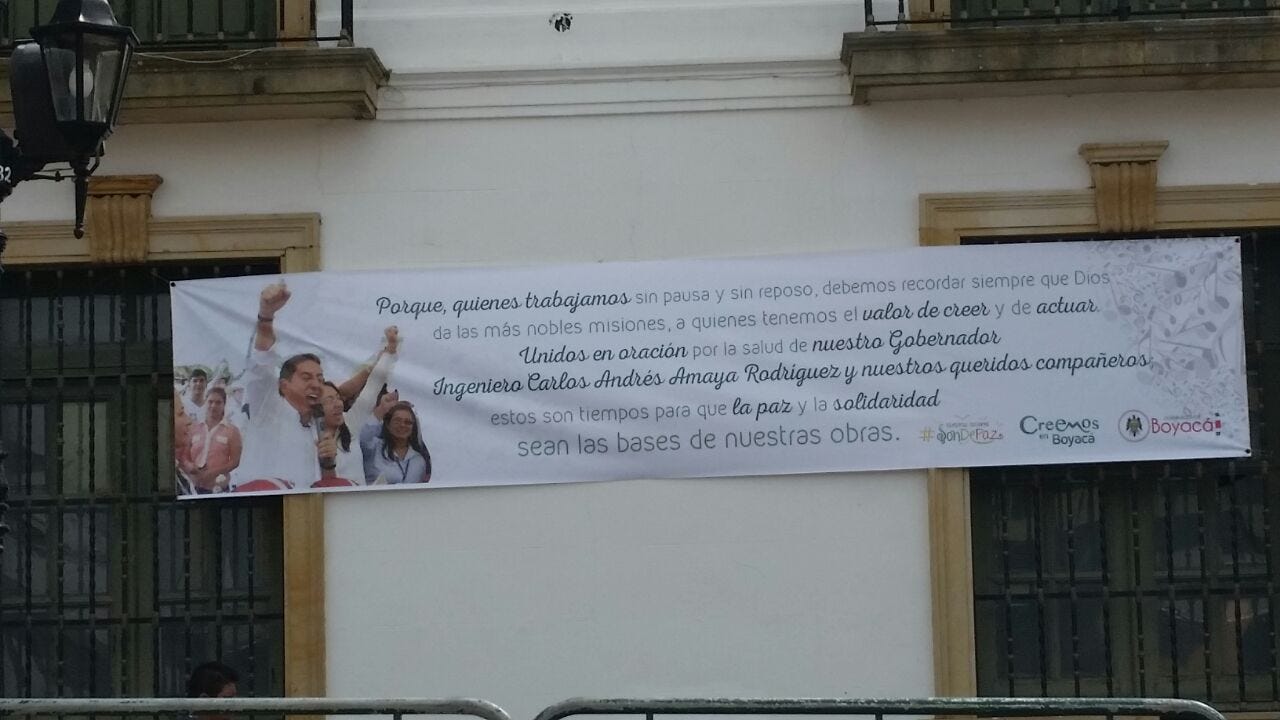 32
Porque, quienes trabajamos sin pausa y sin reposo, debemos recordar siempre que Dios
da las más nobles misiones, a quienes tenemos el valor de creer y de actuar.
Unidos en oración por la salud de nuestro Gobernador
Ingeniero Carlos Andrés Amaya Rodríguez y nuestros queridos compañeros,
estos son tiempos para que la paz y la solidaridad
sean las bases de nuestras obras.
#SonDePaz
Creemos
en Boyacá
Boyacá